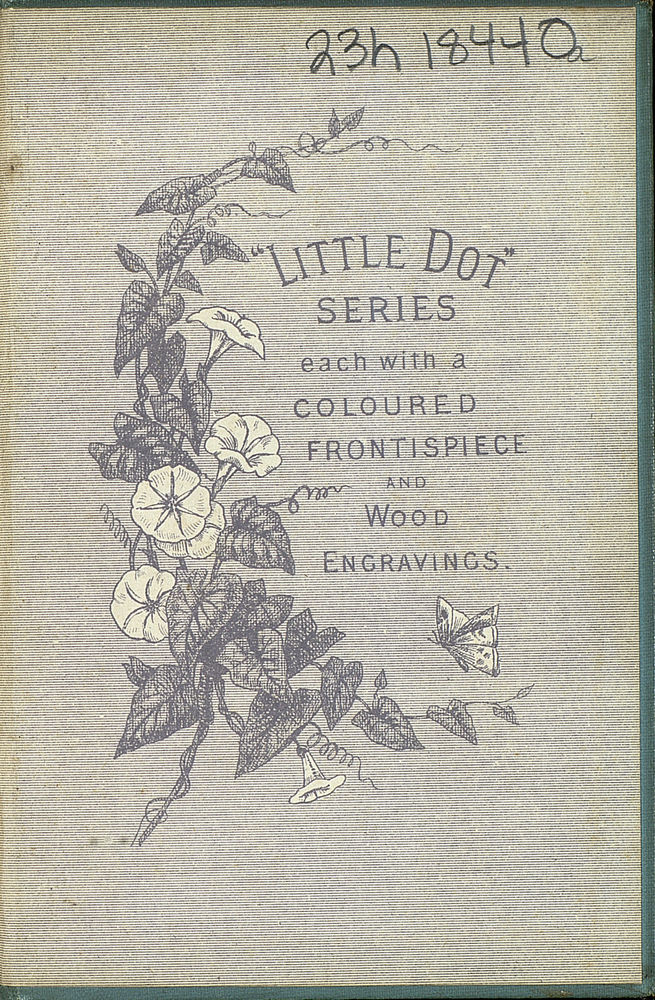 23h 18440a
"LITTLE DOT"
SERIES
each with a
COLOURED
FRONTISPIECE
AND
WOOD
ENGRAVINGS.